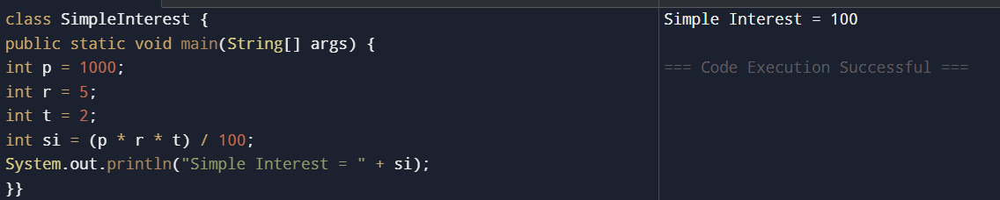 class SimpleInterest {
public static void main(String[] args) {
int p = 1000;
int r = 5;
int t = 2;
int si = (p * r * t) / 100;
System.out.println("Simple Interest = " + si);
}}
Simple Interest = 100
=== Code Execution Successful ===